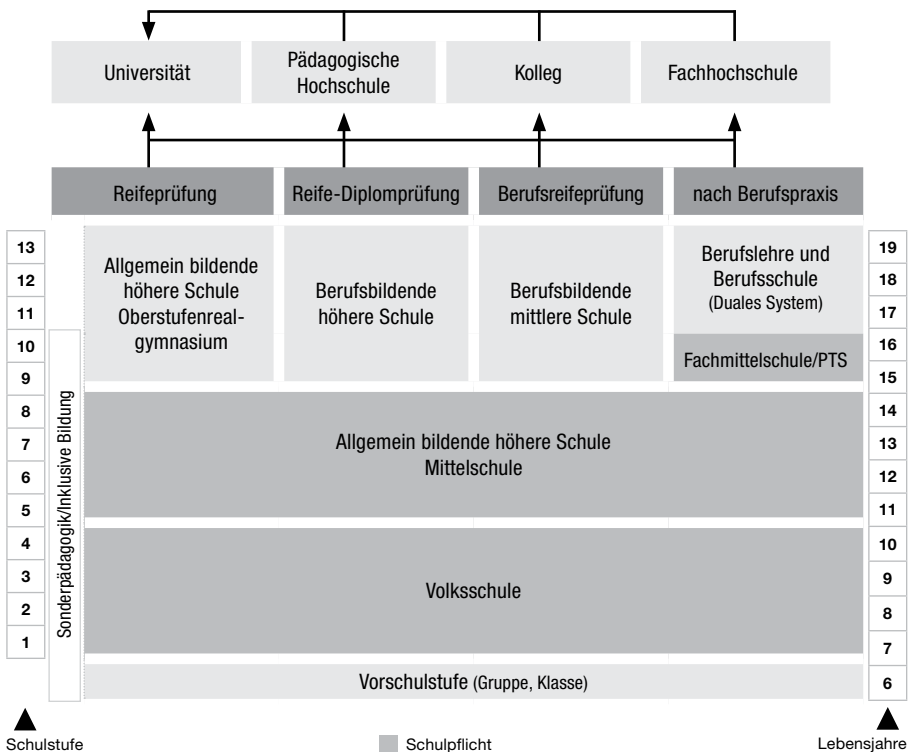 Universität
Pädagogische
Hochschule
Kolleg
Fachhochschule
Reifeprüfung
Reife-Diplomprüfung
Berufsreifeprüfung
nach Berufspraxis
13
12
11
10
9
8
7
6
5
4
3
2
1
Sonderpädagogik/Inklusive Bildung
Allgemein bildende
höhere Schule
Oberstufenreal-
gymnasium
Berufsbildende
höhere Schule
Berufsbildende
mittlere Schule
Berufslehre und
Berufsschule
(Duales System)
Fachmittelschule/PTS
Allgemein bildende höhere Schule
Mittelschule
Volksschule
Vorschulstufe (Gruppe, Klasse)
19
18
17
16
15
14
13
12
11
10
9
8
7
6
Schulstufe
Schulpflicht
Lebensjahre